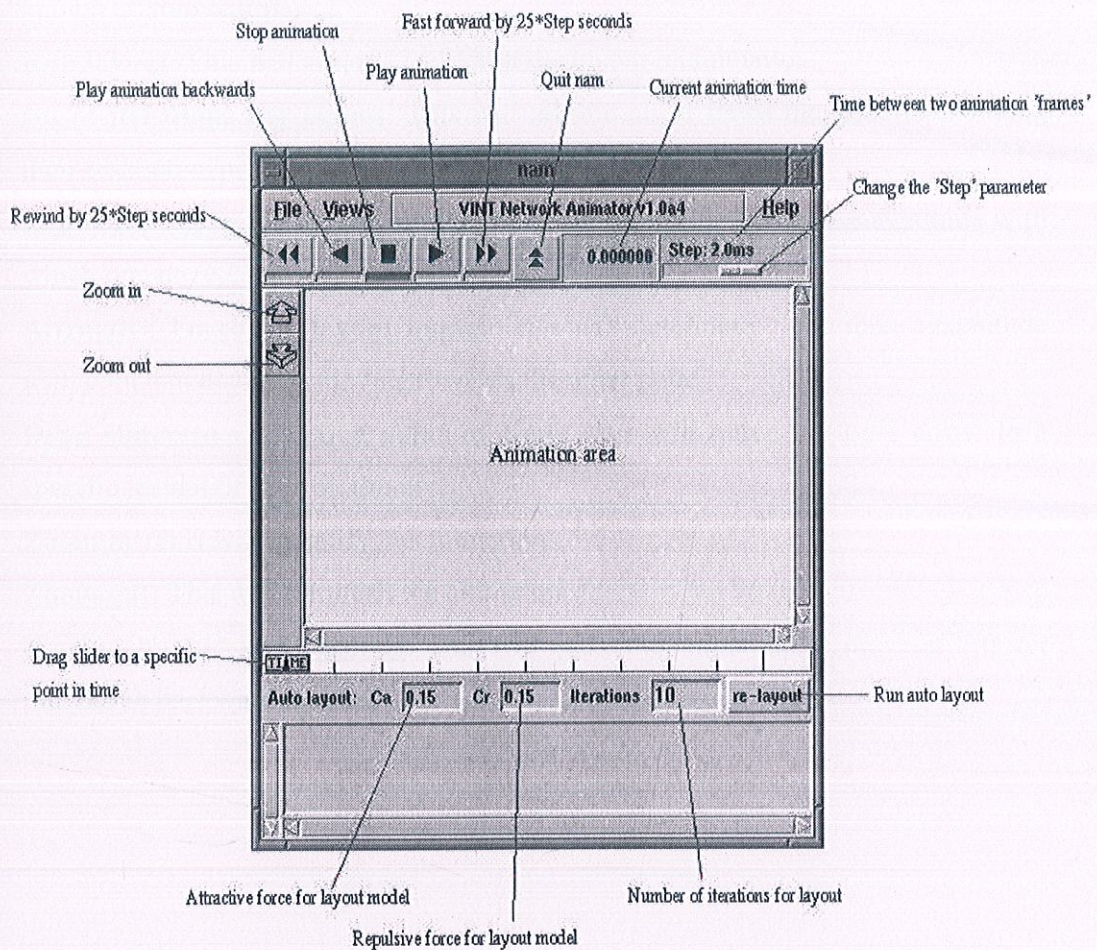 Fast forward by 25*Step seconds
Stop animation
Play animation
Quit nam
Current animation time
Play animation backwards
Time between two animation 'frames'
nam
Change the 'Step' parameter
File Views VINT Network Animator v1.0a4 Help
Rewind by 25*Step seconds
0.000000 Step: 2.0ms
Zoom in
Zoom out
Animation area
Drag slider to a specific
point in time
TIME
Auto layout: Ca 0.15 Cr 0.15 Iterations 10 re-layout
Run auto layout
Attractive force for layout model
Number of iterations for layout
Repulsive force for layout model